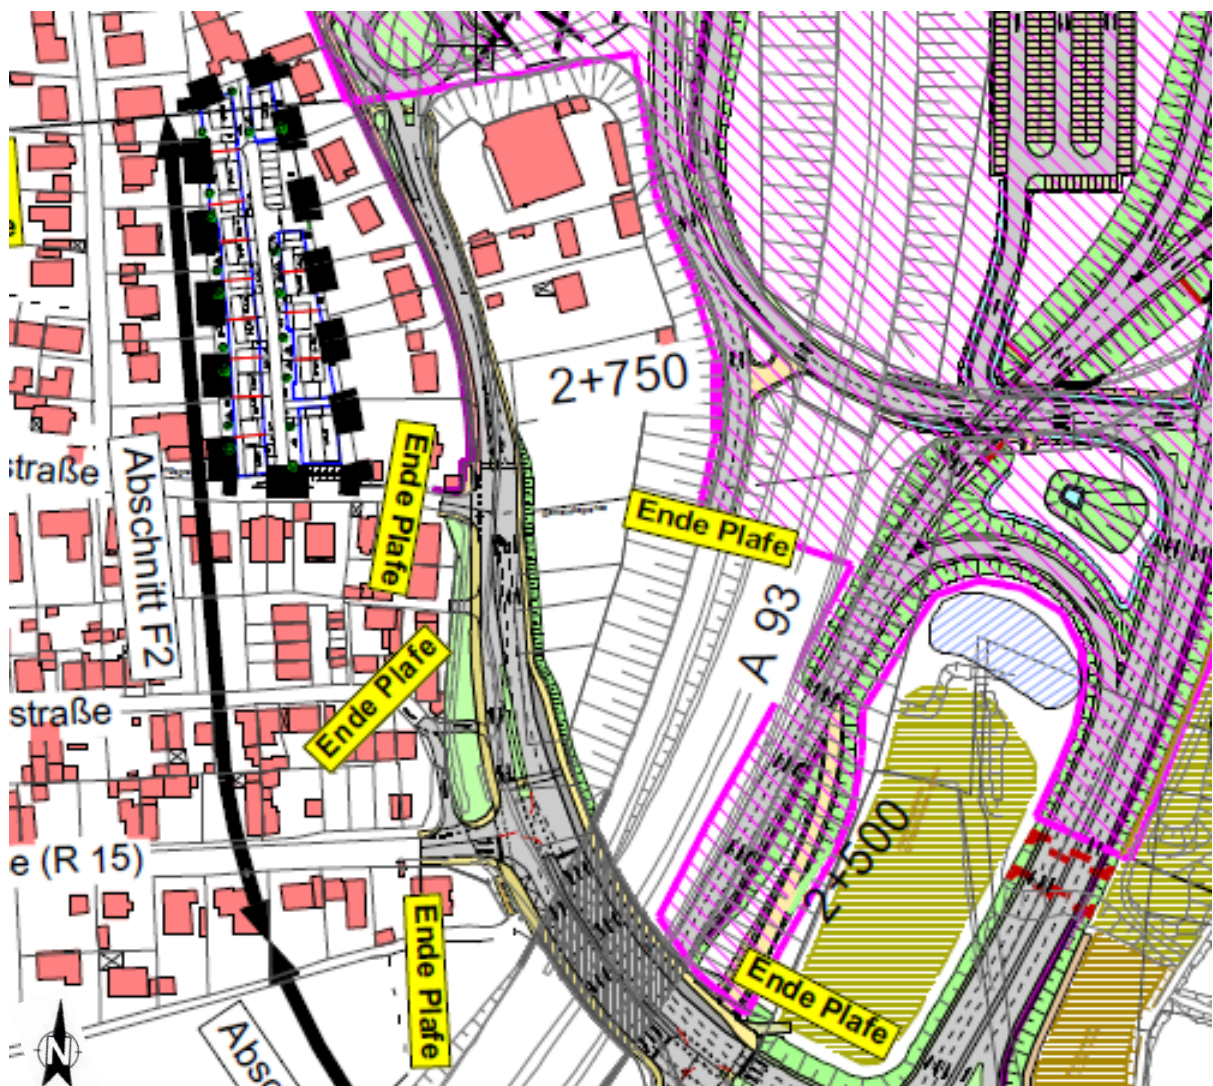 e
2+750
straße
Abschnitt F2
Ende Plafe
Ende Plafe
A 93
Ende Plafe
straße
2+500
e (R 15)
Ende Plafe
Ende Plafe
N
Absc